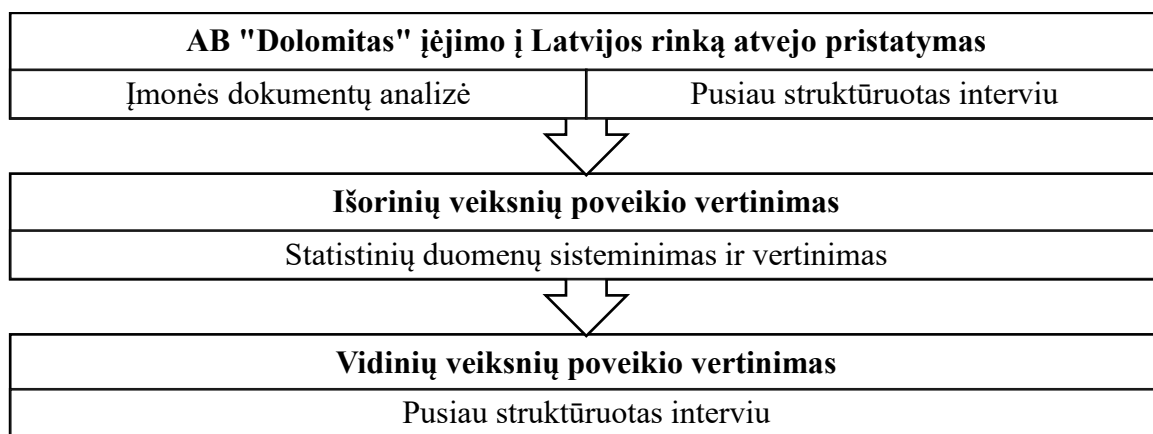 AB "Dolomitas" įėjimo į Latvijos rinką atvejo pristatymas
Įmonės dokumentų analizė
Pusiau struktūruotas interviu
Išorinių veiksnių poveikio vertinimas
Statistinių duomenų sisteminimas ir vertinimas
Vidinių veiksnių poveikio vertinimas
Pusiau struktūruotas interviu